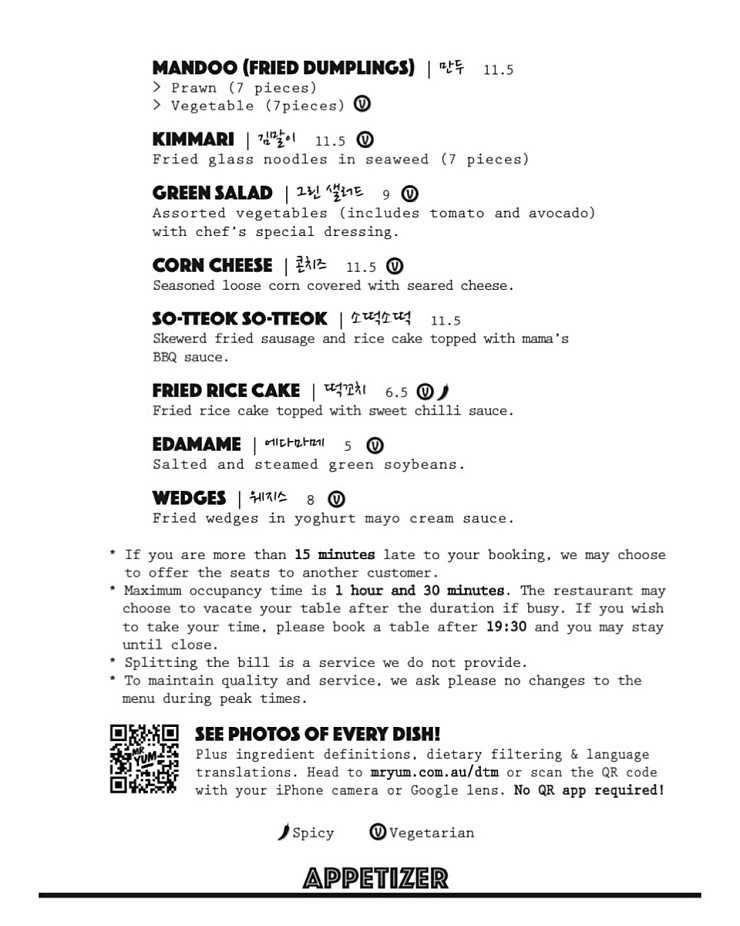 MANDOO (FRIED DUMPLINGS) | 만두 11.5
> Prawn (7 pieces)
> Vegetable (7pieces) V
KIMMARI | 김말이 11.5 V
Fried glass noodles in seaweed (7 pieces)
GREEN SALAD | 그린 샐러드 9 V
Assorted vegetables (includes tomato and avocado)
with chef's special dressing.
CORN CHEESE | 콘치즈 11.5 V
Seasoned loose corn covered with seared cheese.
SO-TTEOK SO-TTEOK | 소떡소떡 11.5
Skewerd fried sausage and rice cake topped with mama's
BBQ sauce.
FRIED RICE CAKE | 떡꼬치 6.5 V
Fried rice cake topped with sweet chilli sauce.
EDAMAME | 에다마메 5 V
Salted and steamed green soybeans.
WEDGES | 웨지스 8 V
Fried wedges in yoghurt mayo cream sauce.
* If you are more than 15 minutes late to your booking, we may choose
to offer the seats to another customer.
* Maximum occupancy time is 1 hour and 30 minutes. The restaurant may
choose to vacate your table after the duration if busy. If you wish
to take your time, please book a table after 19:30 and you may stay
until close.
* Splitting the bill is a service we do not provide.
* To maintain quality and service, we ask please no changes to the
menu during peak times.
MR
YUM
SEE PHOTOS OF EVERY DISH!
Plus ingredient definitions, dietary filtering & language
translations. Head to mryum.com.au/dtm or scan the QR code
with your iPhone camera or Google lens. No QR app required!
Spicy V Vegetarian
APPETIZER